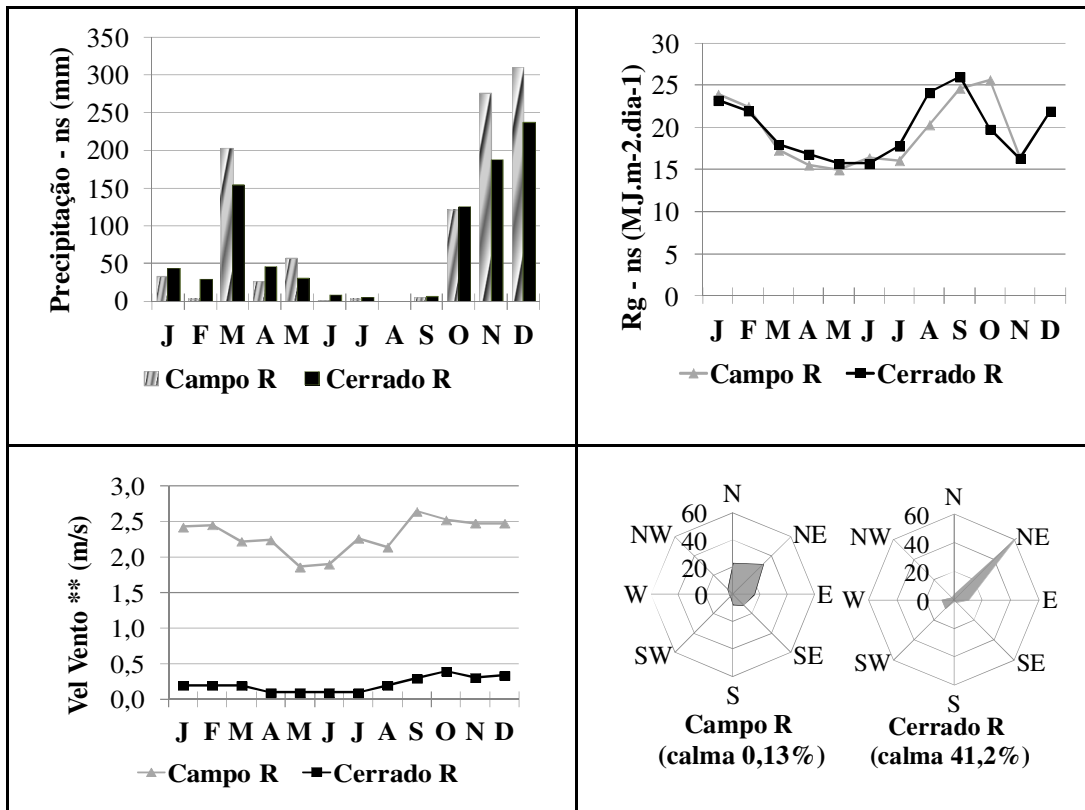 Precipitação - ns (mm)
350
300
250
200
150
100
50
0
J F M A M J J A S O N D
Campo R Cerrado R
Rg - ns (MJ.m-2.dia-1)
30
25
20
15
10
5
0
J F M A M J J A S O N D
Campo R Cerrado R
Vel Vento ** (m/s)
3,0
2,5
2,0
1,5
1,0
0,5
0,0
J F M A M J J A S O N D
Campo R Cerrado R
N
60
NW 40 NE
20
W 0 E
SW SE
S
Campo R
(calma 0,13%)
N
60
NW 40 NE
20
W 0 E
SW SE
S
Cerrado R
(calma 41,2%)